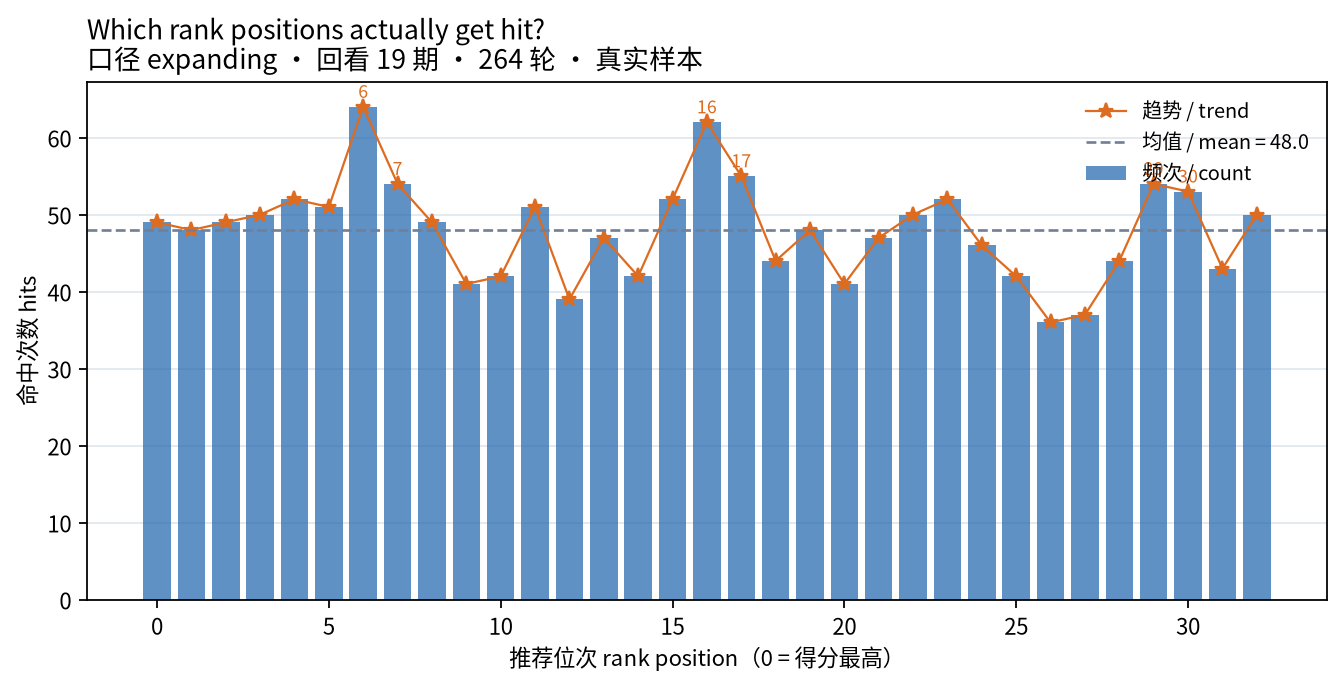 Which rank positions actually get hit?
口径 expanding · 回看 19 期 · 264 轮 · 真实样本
趋势 / trend
均值 / mean = 48.0
频次 / count
6
7
16
17
30
命中次数 hits
60
50
40
30
20
10
0
0
5
10
15
20
25
30
推荐位次 rank position（0 = 得分最高）